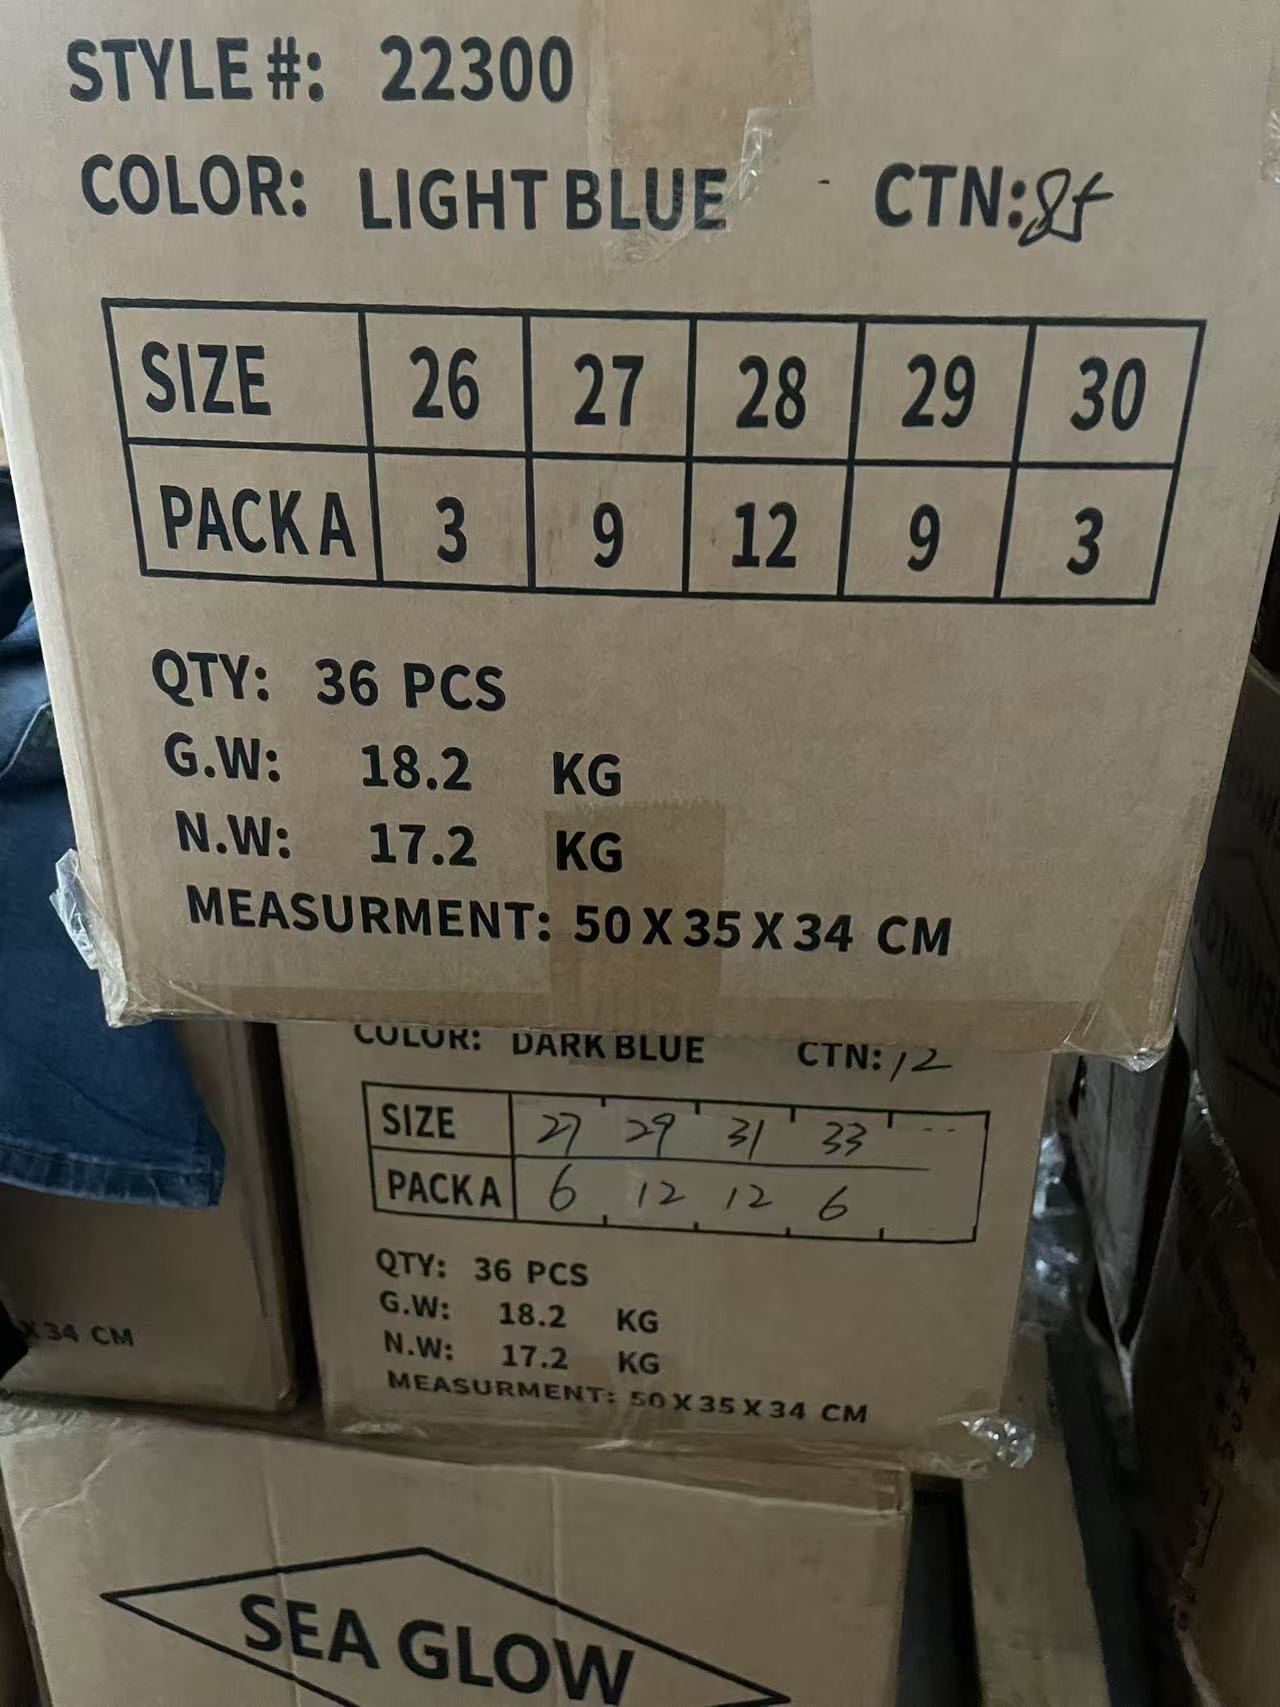 STYLE #: 22300
COLOR: LIGHT BLUE CTN: 85
SIZE 26 27 28 29 30
PACK A 3 9 12 9 3
QTY: 36 PCS
G.W: 18.2 KG
N.W: 17.2 KG
MEASURMENT: 50 X 35 X 34 CM
COLOR: DARK BLUE CTN: 12
SIZE 27 29 31 33
PACK A 6 12 12 6
QTY: 36 PCS
G.W: 18.2 KG
N.W: 17.2 KG
MEASURMENT: 50 X 35 X 34 CM
X 34 CM
SEA GLOW